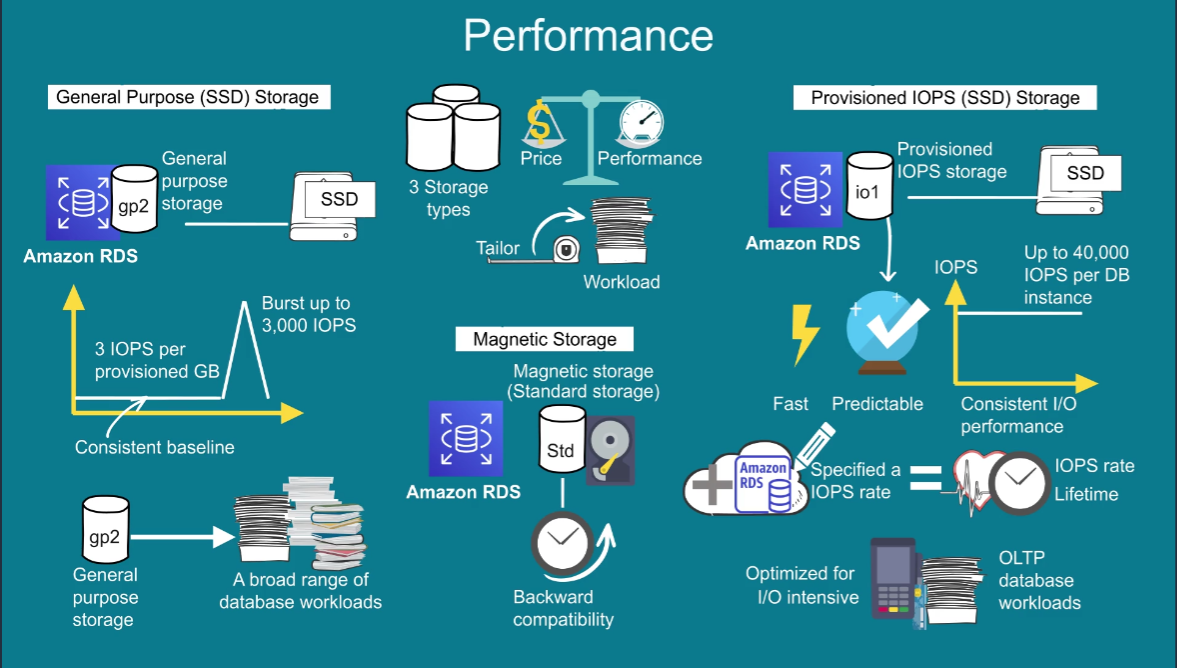 Performance
General Purpose (SSD) Storage
Amazon RDS
gp2
General
purpose
storage
SSD
3 IOPS per
provisioned GB
Burst up to
3,000 IOPS
Consistent baseline
gp2
General
purpose
storage
A broad range of
database workloads
3 Storage
types
$
Price
Performance
Tailor
Workload
Magnetic Storage
Magnetic storage
(Standard storage)
Std
Amazon RDS
Backward
compatibility
Provisioned IOPS (SSD) Storage
Amazon RDS
io1
Provisioned
IOPS storage
SSD
Fast
Predictable
IOPS
Up to 40,000
IOPS per DB
instance
Consistent I/O
performance
Amazon
RDS
Specified a
IOPS rate
=
IOPS rate
Lifetime
Optimized for
I/O intensive
OLTP
database
workloads